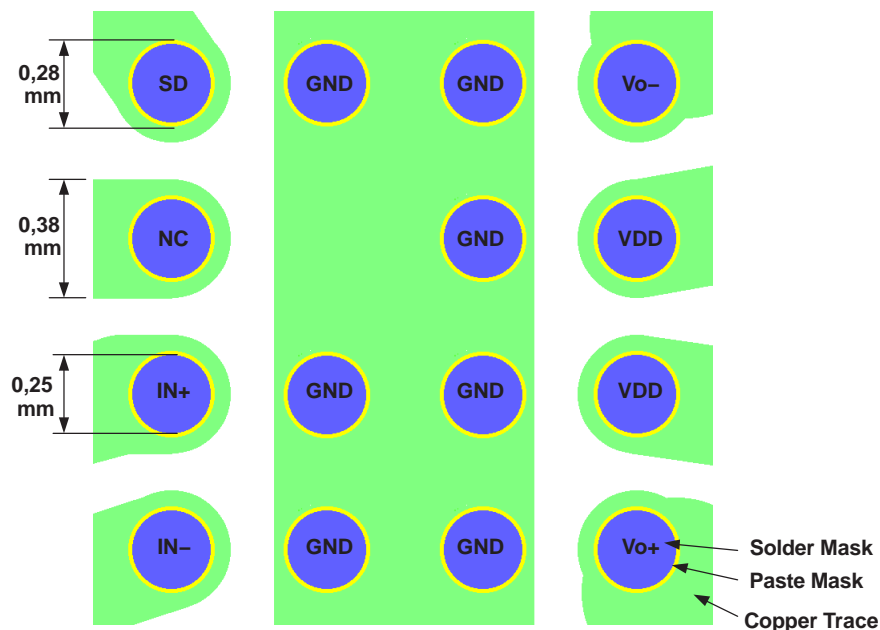 SD GND GND Vo–
0,28
mm
NC GND VDD
0,38
mm
IN+ GND GND VDD
0,25
mm
IN– GND GND Vo+
Solder Mask
Paste Mask
Copper Trace